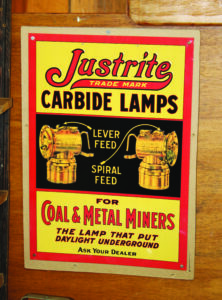 Justrite
TRADE MARK
CARBIDE LAMPS
LEVER
FEED
SPIRAL
FEED
FOR
COAL & METAL MINERS
THE LAMP THAT PUT
DAYLIGHT UNDERGROUND
ASK YOUR DEALER